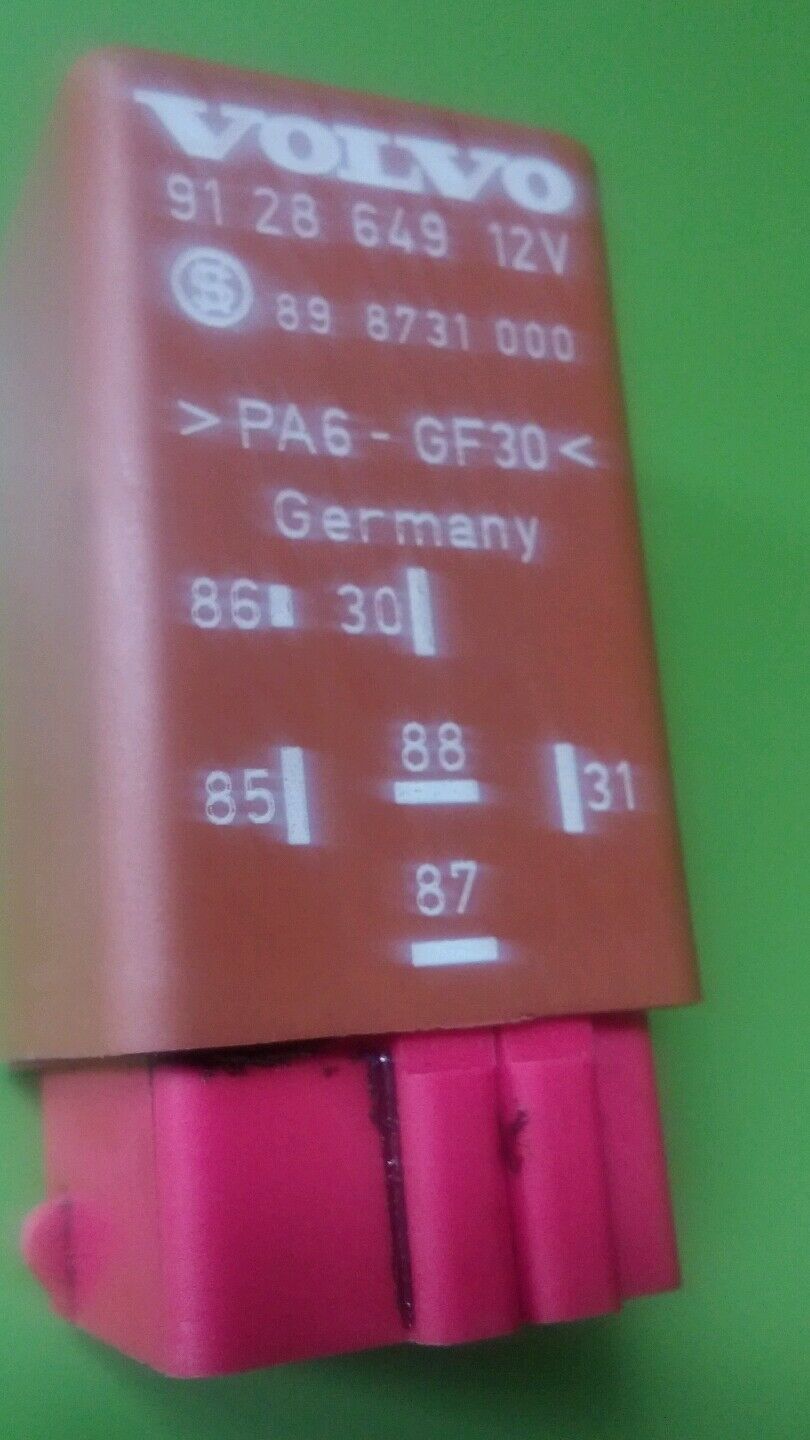 VOLVO
91 28 649 12V
S 89 8731 000
>PA6-GF30<
Germany
86 30
88
85 31
87